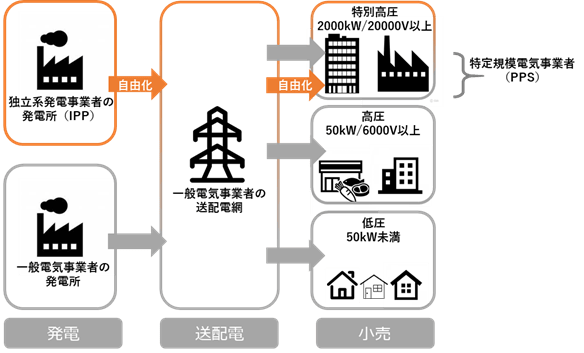 独立系発電事業者の
発電所（IPP）
自由化
一般電気事業者の
発電所
一般電気事業者の
送配電網
自由化
特別高圧
2000kW/20000V以上
特定規模電気事業者
（PPS）
高圧
50kW/6000V以上
低圧
50kW未満
発電
送配電
小売